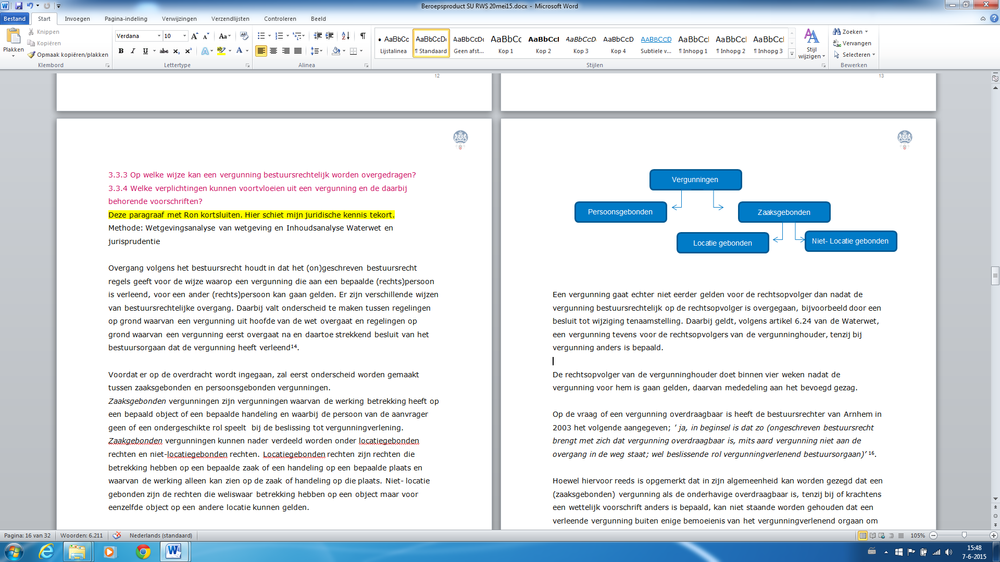 Beroepsproduct SU RWS 20mei15.docx - Microsoft Word
Bestand Start Invoegen Pagina-indeling Verwijzingen Verzendlijsten Controleren Beeld
Plakken
Knippen
Kopiëren
Opmaak kopiëren/plakken
Klembord
Verdana 10
Lettertype
Alinea
AaBbCc Lijstalinea
AaBbCcDc ¶ Standaard
AaBbCcDc Geen afst...
AaBbCc Kop 1
AaBbCcI Kop 2
AaBbCcD Kop 3
AaBbCcD Kop 4
AABBCCD Subtiele v...
AaBbCcI ¶ Inhopg 1
AaBbCcI ¶ Inhopg 2
AaBbCcI ¶ Inhopg 3
Stijl wijzigen
Stijlen
Zoeken
Vervangen
Selecteren
Bewerken
12
13
3.3.3 Op welke wijze kan een vergunning bestuursrechtelijk worden overgedragen?
3.3.4 Welke verplichtingen kunnen voortvloeien uit een vergunning en de daarbij
behorende voorschriften?
Deze paragraaf met Ron kortsluiten. Hier schiet mijn juridische kennis tekort.
Methode: Wetgevingsanalyse van wetgeving en Inhoudsanalyse Waterwet en
jurisprudentie
Overgang volgens het bestuursrecht houdt in dat het (on)geschreven bestuursrecht
regels geeft voor de wijze waarop een vergunning die aan een bepaalde (rechts)persoon
is verleend, voor een ander (rechts)persoon kan gaan gelden. Er zijn verschillende wijzen
van bestuursrechtelijke overgang. Daarbij valt onderscheid te maken tussen regelingen
op grond waarvan een vergunning uit hoofde van de wet overgaat en regelingen op
grond waarvan een vergunning eerst overgaat na en daartoe strekkend besluit van het
bestuursorgaan dat de vergunning heeft verleend¹⁴.
Voordat er op de overdracht wordt ingegaan, zal eerst onderscheid worden gemaakt
tussen zaaksgebonden en persoonsgebonden vergunningen.
Zaaksgebonden vergunningen zijn vergunningen waarvan de werking betrekking heeft op
een bepaald object of een bepaalde handeling en waarbij de persoon van de aanvrager
geen of een ondergeschikte rol speelt bij de beslissing tot vergunningverlening.
Zaakgebonden vergunningen kunnen nader verdeeld worden onder locatiegebonden
rechten en niet-locatiegebonden rechten. Locatiegebonden rechten zijn rechten die
betrekking hebben op een bepaalde zaak of een handeling op een bepaalde plaats en
waarvan de werking alleen kan zien op de zaak of handeling op die plaats. Niet- locatie
gebonden zijn de rechten die weliswaar betrekking hebben op een object maar voor
eenzelfde object op een andere locatie kunnen gelden.
Vergunningen
Persoonsgebonden
Zaaksgebonden
Locatie gebonden
Niet- Locatie gebonden
Een vergunning gaat echter niet eerder gelden voor de rechtsopvolger dan nadat de
vergunning bestuursrechtelijk op de rechtsopvolger is overgegaan, bijvoorbeeld door een
besluit tot wijziging tenaamstelling. Daarbij geldt, volgens artikel 6.24 van de Waterwet,
een vergunning tevens voor de rechtsopvolgers van de vergunninghouder, tenzij bij
vergunning anders is bepaald.
De rechtsopvolger van de vergunninghouder doet binnen vier weken nadat de
vergunning voor hem is gaan gelden, daarvan mededeling aan het bevoegd gezag.
Op de vraag of een vergunning overdraagbaar is heeft de bestuursrechter van Arnhem in
2003 het volgende aangegeven; ' ja, in beginsel is dat zo (ongeschreven bestuursrecht
brengt met zich dat vergunning overdraagbaar is, mits aard vergunning niet aan de
overgang in de weg staat; wel beslissende rol vergunningverlenend bestuursorgaan)' ¹⁶.
Hoewel hiervoor reeds is opgemerkt dat in zijn algemeenheid kan worden gezegd dat een
(zaaksgebonden) vergunning als de onderhavige overdraagbaar is, tenzij bij of krachtens
een wettelijk voorschrift anders is bepaald, kan niet staande worden gehouden dat een
verleende vergunning buiten enige bemoeienis van het vergunningverlenend orgaan om
Pagina: 16 van 32 Woorden: 6.211 Nederlands (standaard) 105%
15:48
7-6-2015